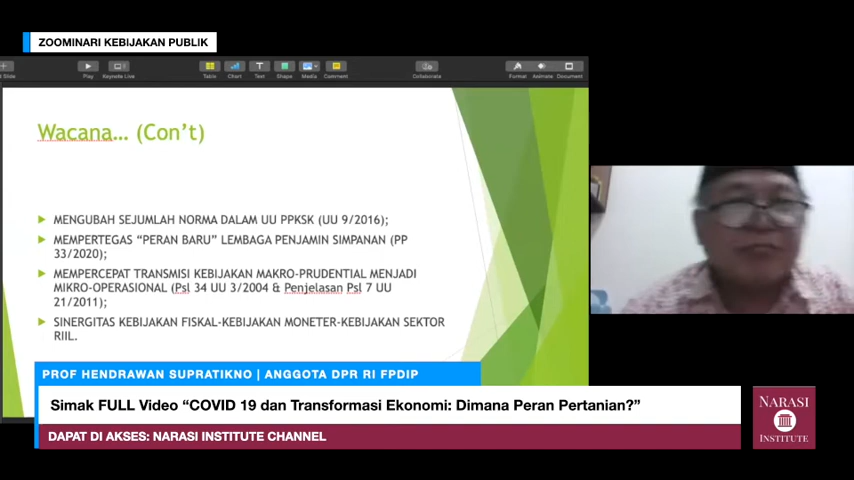 ZOOMINARI KEBIJAKAN PUBLIK
Slide Play Keynote Live Table Chart Text Shape Media Comment Collaborate Format Animate Document
Wacana... (Con't)
MENGUBAH SEJUMLAH NORMA DALAM UU PPKSK (UU 9/2016);
MEMPERTEGAS “PERAN BARU” LEMBAGA PENJAMIN SIMPANAN (PP
33/2020);
MEMPERCEPAT TRANSMISI KEBIJAKAN MAKRO-PRUDENTIAL MENJADI
MIKRO-OPERASIONAL (Psl 34 UU 3/2004 & Penjelasan Psl 7 UU
21/2011);
SINERGITAS KEBIJAKAN FISKAL-KEBIJAKAN MONETER-KEBIJAKAN SEKTOR
RIIL.
PROF HENDRAWAN SUPRATIKNO | ANGGOTA DPR RI FPDIP
Simak FULL Video “COVID 19 dan Transformasi Ekonomi: Dimana Peran Pertanian?”
DAPAT DI AKSES: NARASI INSTITUTE CHANNEL
NARASI
INSTITUTE